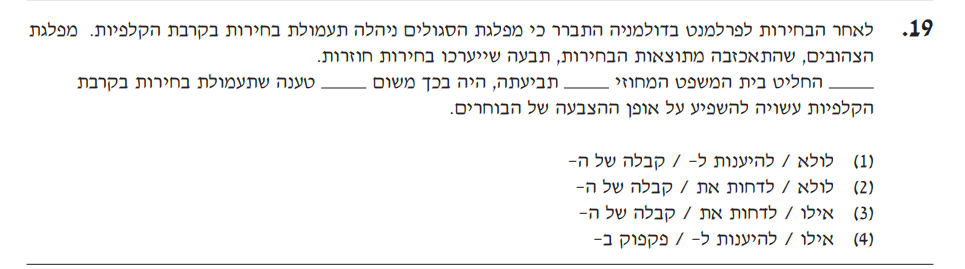 19. לאחר הבחירות לפרלמנט בדולמניה התברר כי מפלגת הסגולים ניהלה תעמולת בחירות בקרבת הקלפיות. מפלגת
הצהובים, שהתאכזבה מתוצאות הבחירות, תבעה שייערכו בחירות חוזרות.
_____ החליט בית המשפט המחוזי _____ תביעתה, היה בכך משום _____ טענה שתעמולת בחירות בקרבת
הקלפיות עשויה להשפיע על אופן ההצבעה של הבוחרים.
(1) לולא / להיענות ל- / קבלה של ה-
(2) לולא / לדחות את / קבלה של ה-
(3) אילו / לדחות את / קבלה של ה-
(4) אילו / להיענות ל- / פקפוק ב-